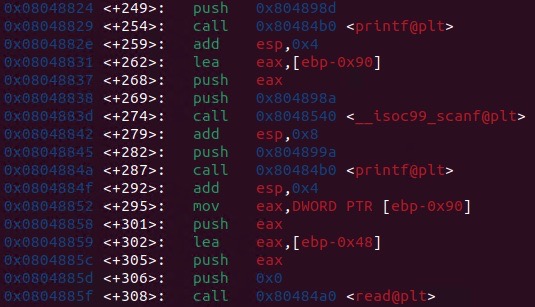 0x08048824 <+249>: push 0x804898d
0x08048829 <+254>: call 0x80484b0 <printf@plt>
0x0804882e <+259>: add esp,0x4
0x08048831 <+262>: lea eax,[ebp-0x90]
0x08048837 <+268>: push eax
0x08048838 <+269>: push 0x804898a
0x0804883d <+274>: call 0x8048540 <__isoc99_scanf@plt>
0x08048842 <+279>: add esp,0x8
0x08048845 <+282>: push 0x804899a
0x0804884a <+287>: call 0x80484b0 <printf@plt>
0x0804884f <+292>: add esp,0x4
0x08048852 <+295>: mov eax,DWORD PTR [ebp-0x90]
0x08048858 <+301>: push eax
0x08048859 <+302>: lea eax,[ebp-0x48]
0x0804885c <+305>: push eax
0x0804885d <+306>: push 0x0
0x0804885f <+308>: call 0x80484a0 <read@plt>